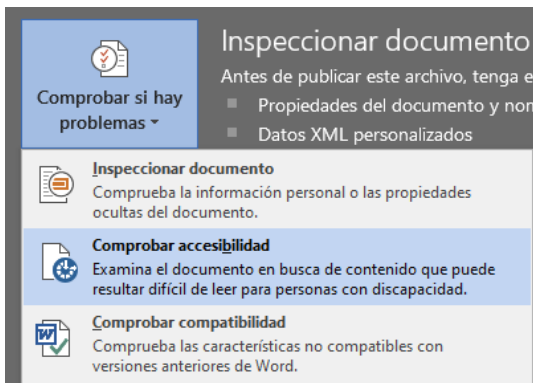 Inspeccionar documento
Antes de publicar este archivo, tenga
Comprobar si hay
problemas
Propiedades del documento y
Datos XML personalizados
Inspeccionar documento
Comprueba la información personal o las propiedades
ocultas del documento.
Comprobar accesibilidad
Examina el documento en busca de contenido que puede
resultar difícil de leer para personas con discapacidad.
Comprobar compatibilidad
Comprueba las características no compatibles con
versiones anteriores de Word.